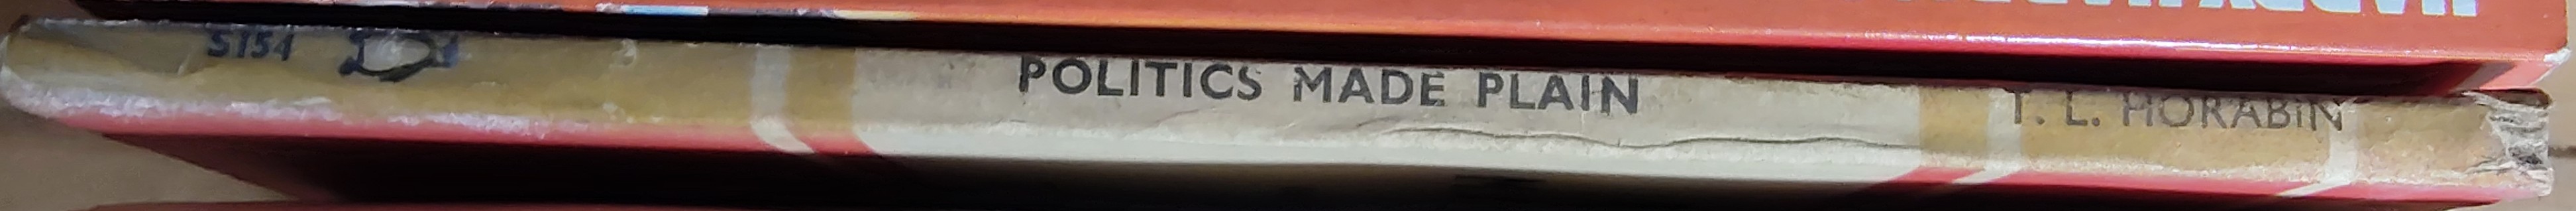 S154
POLITICS MADE PLAIN
T. L. HORABIN